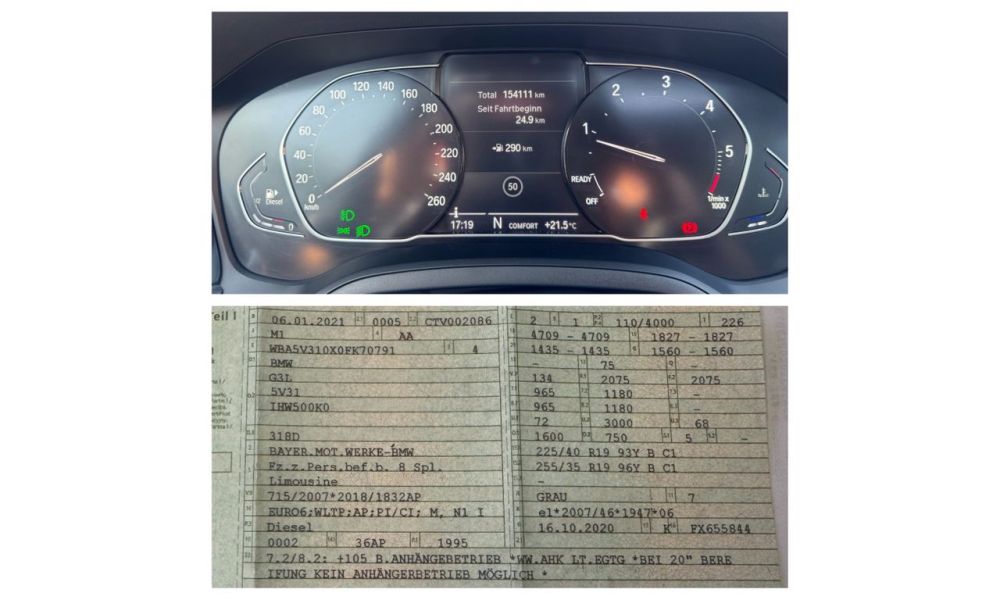 Total 154111 km
Seit Fahrtbeginn
24.9 km
290 km
50
17:19 N COMFORT +21.5°C
0 20 40 60 80 100 120 140 160 180 200 220 240 260
km/h
Diesel
1/2
0
1 2 3 4 5
READY
OFF
1/min x
1000
Teil I
06.01.2021 0005 CTV002086
M1 AA
WBA5V310X0FK70791 4
BMW
G3L
5V31
IHW500K0
318D
BAYER.MOT.WERKE-BMW
Fz.z.Pers.bef.b. 8 Spl.
Limousine
715/2007*2018/1832AP
EURO6;WLTP;AP;PI/CI; M, N1 I
Diesel
0002 36AP 1995
2 1 110/4000 226
4709 - 4709 1827 - 1827
1435 - 1435 1560 - 1560
- 75 -
134 2075 2075
965 1180 -
965 1180 -
72 3000 68
1600 750 5 -
225/40 R19 93Y B C1
255/35 R19 96Y B C1
-
GRAU 7
e1*2007/46*1947*06
16.10.2020 K FX655844
7.2/8.2: +105 B.ANHÄNGEBETRIEB *WW.AHK LT.EGTG *BEI 20" BERE
IFUNG KEIN ANHÄNGERBETRIEB MÖGLICH *